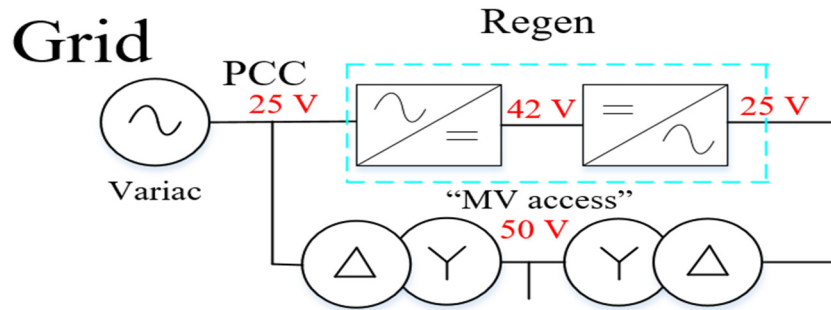 Grid
Regen
PCC
25 V
42 V
25 V
Variac
“MV access”
50 V